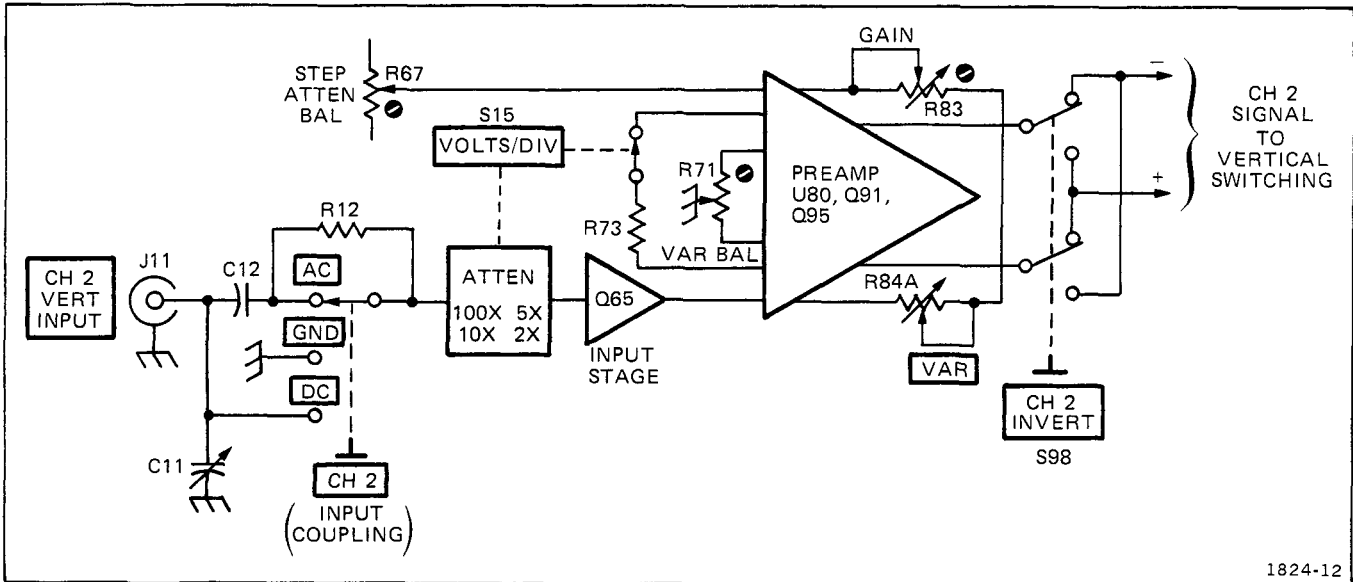 GAIN
STEP
ATTEN
BAL
R67
R83
−
CH 2
SIGNAL
TO
VERTICAL
SWITCHING
+
S15
VOLTS/DIV
R71
PREAMP
U80, Q91,
Q95
R12
R73
VAR BAL
CH 2
VERT
INPUT
J11
C12
AC
GND
DC
ATTEN
100X 5X
10X 2X
Q65
INPUT
STAGE
R84A
VAR
C11
CH 2
INPUT
COUPLING
CH 2
INVERT
S98
1824-12